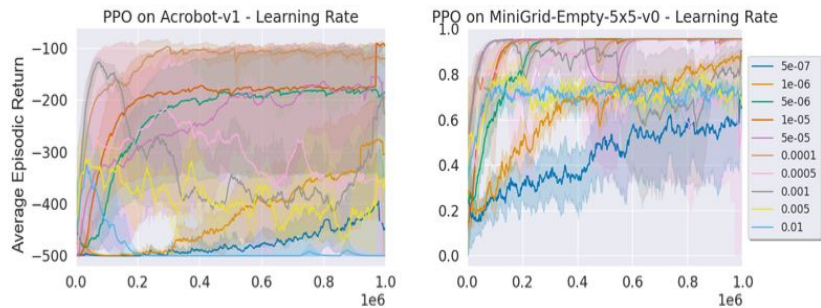 PPO on Acrobot-v1 - Learning Rate
Average Episodic Return
−100
−200
−300
−400
−500
0.0 0.2 0.4 0.6 0.8 1.0
1e6
PPO on MiniGrid-Empty-5x5-v0 - Learning Rate
1.0
0.8
0.6
0.4
0.2
0.0
0.0 0.2 0.4 0.6 0.8 1.0
1e6
5e-07
1e-06
5e-06
1e-05
5e-05
0.0001
0.0005
0.001
0.005
0.01